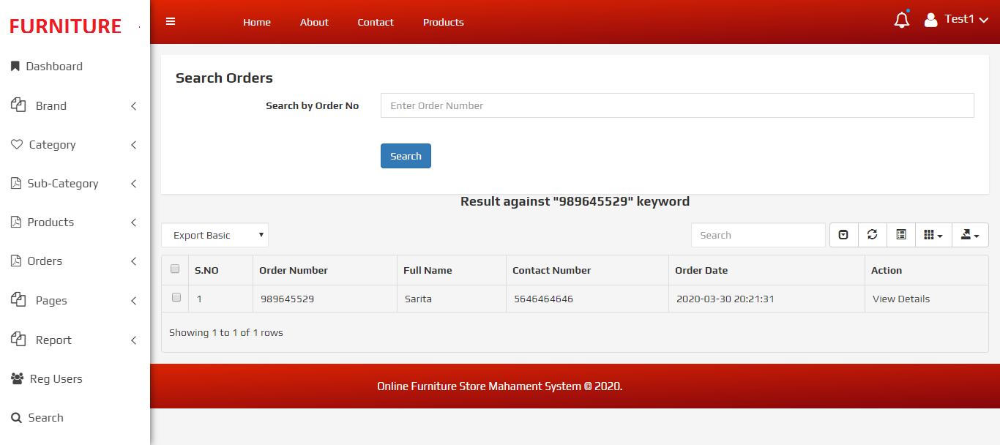 FURNITURE
Home About Contact Products Test1
Dashboard
Brand
Category
Sub-Category
Products
Orders
Pages
Report
Reg Users
Search
Search Orders
Search by Order No Enter Order Number
Search
Result against "989645529" keyword
Export Basic Search
S.NO Order Number Full Name Contact Number Order Date Action
1 989645529 Sarita 5646464646 2020-03-30 20:21:31 View Details
Showing 1 to 1 of 1 rows
Online Furniture Store Mahament System © 2020.